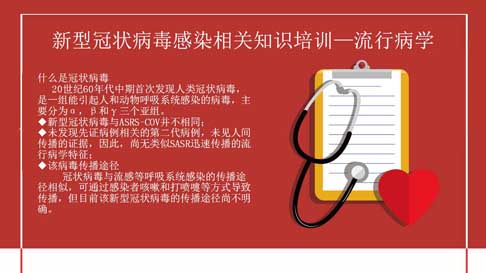 新型冠状病毒感染相关知识培训—流行病学
什么是冠状病毒
20世纪60年代中期首次发现人类冠状病毒，
是一组能引起人和动物呼吸系统感染的病毒，主
要分为α，β和γ三个亚组。
◆新型冠状病毒与ASRS-COV并不相同；
◆未发现先证病例相关的第二代病例，未见人间
传播的证据，因此，尚无类似SASR迅速传播的流
行病学特征；
◆该病毒传播途径
冠状病毒与流感等呼吸系统感染的传播途
径相似，可通过感染者咳嗽和打喷嚏等方式导致
传播，但目前该新型冠状病毒的传播途径尚不明
确。